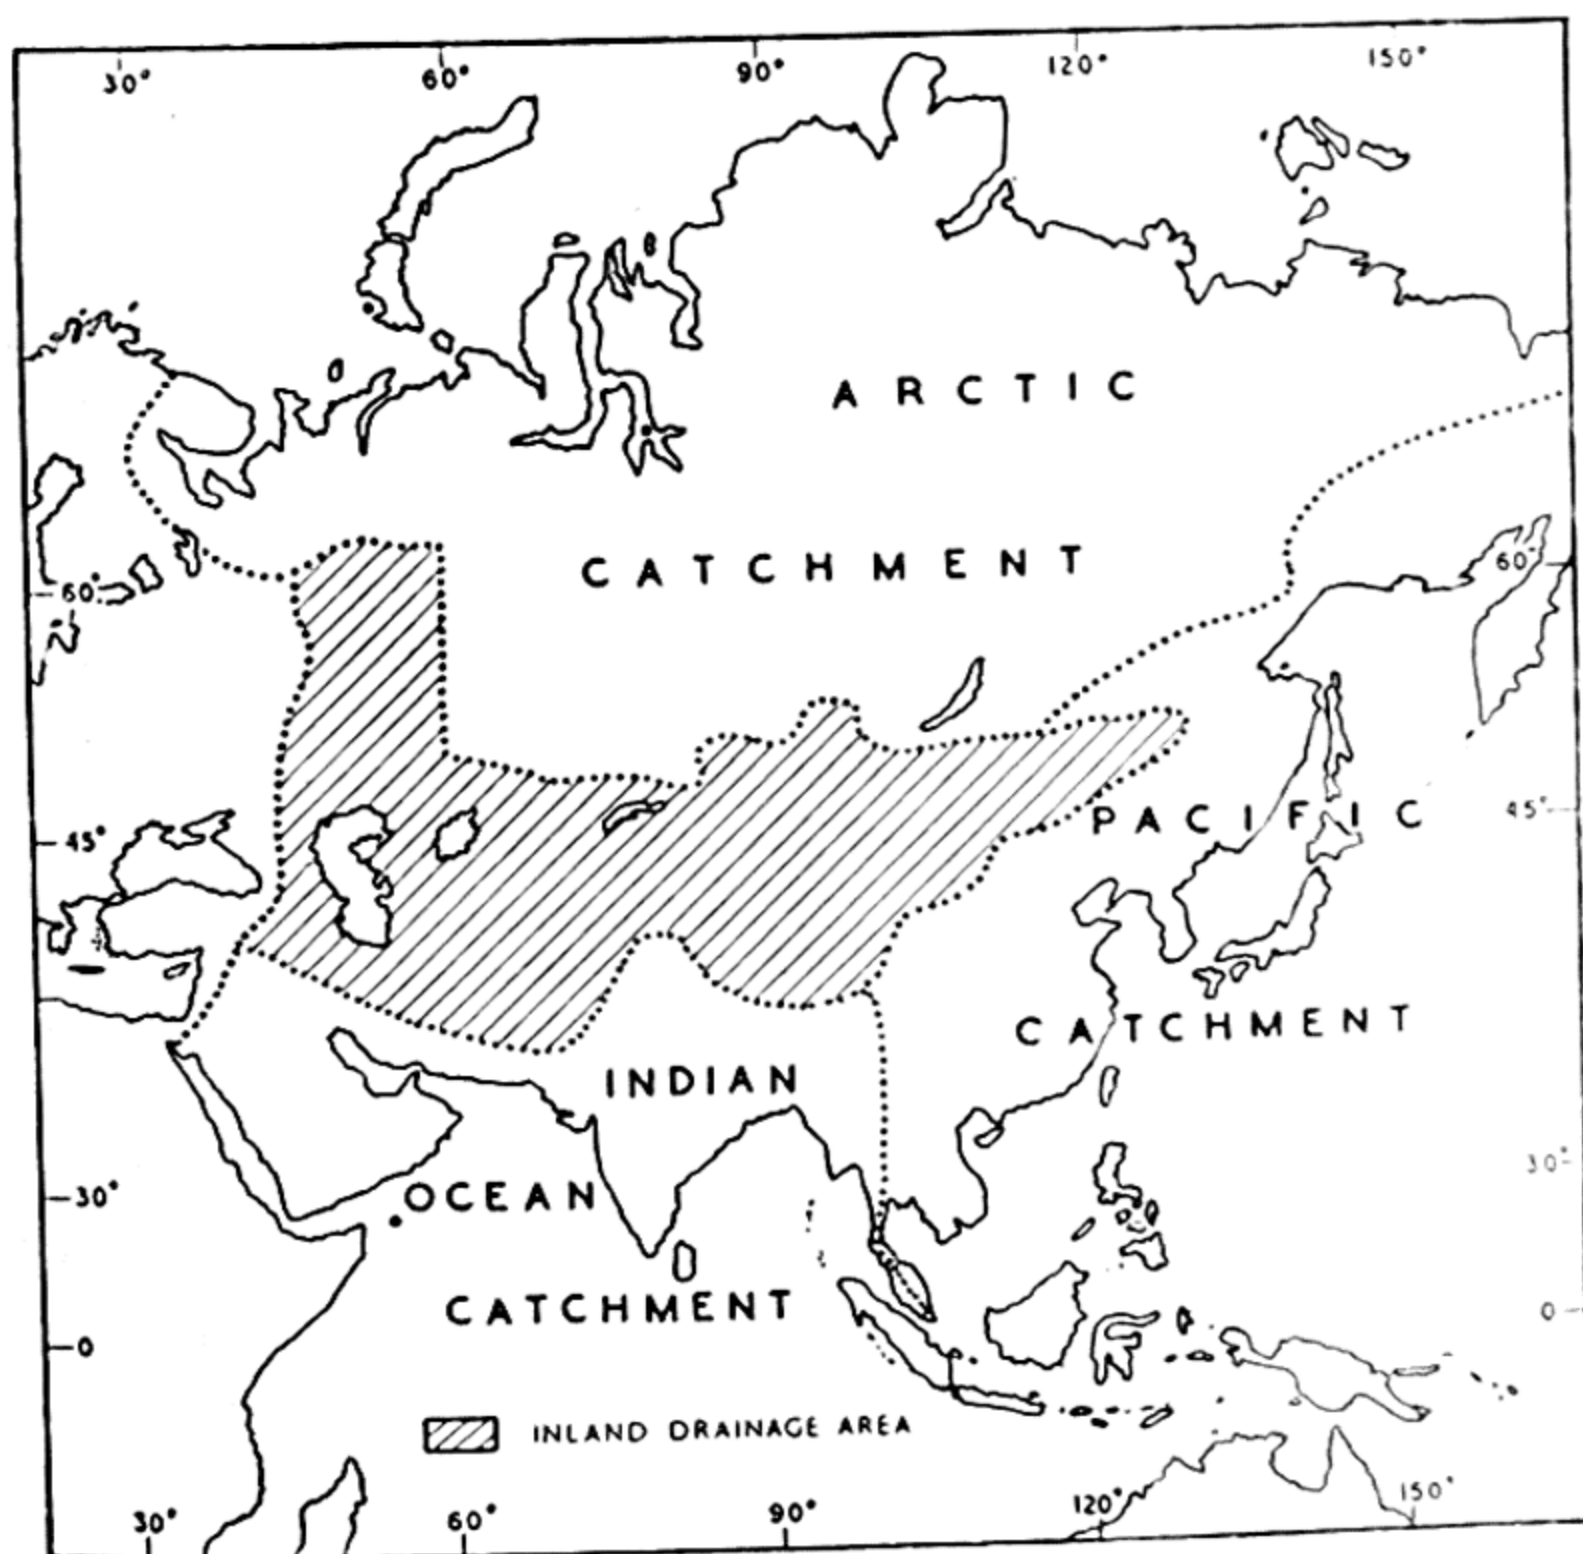 30° 60° 90° 120° 150°
ARCTIC
CATCHMENT
60° 60°
PACIFIC
45° 45°
CATCHMENT
INDIAN
30° OCEAN 30°
CATCHMENT
0 0
INLAND DRAINAGE AREA
30° 60° 90° 120° 150°